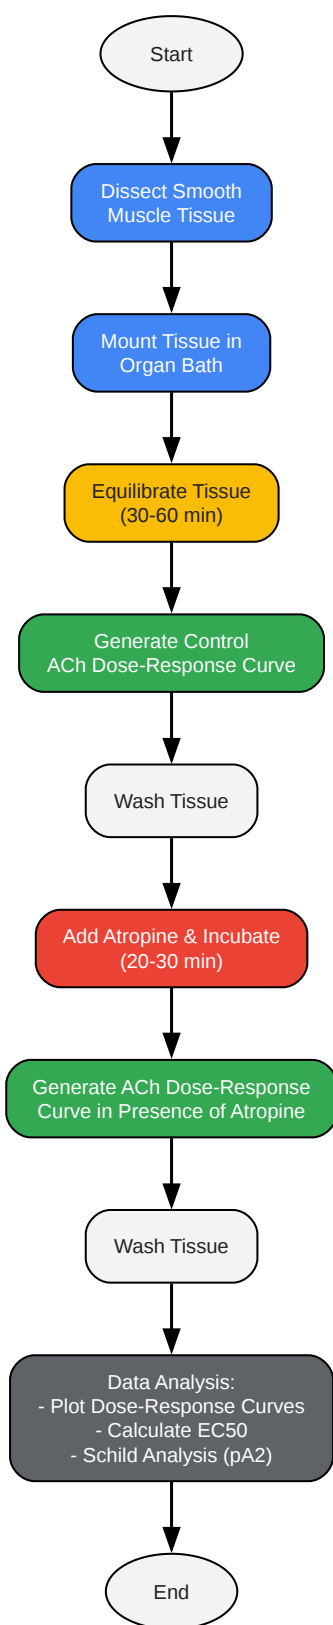 Start
Dissect Smooth
Muscle Tissue
Mount Tissue in
Organ Bath
Equilibrate Tissue
(30-60 min)
Generate Control
ACh Dose-Response Curve
Wash Tissue
Add Atropine & Incubate
(20-30 min)
Generate ACh Dose-Response
Curve in Presence of Atropine
Wash Tissue
Data Analysis:
- Plot Dose-Response Curves
- Calculate EC50
- Schild Analysis (pA2)
End